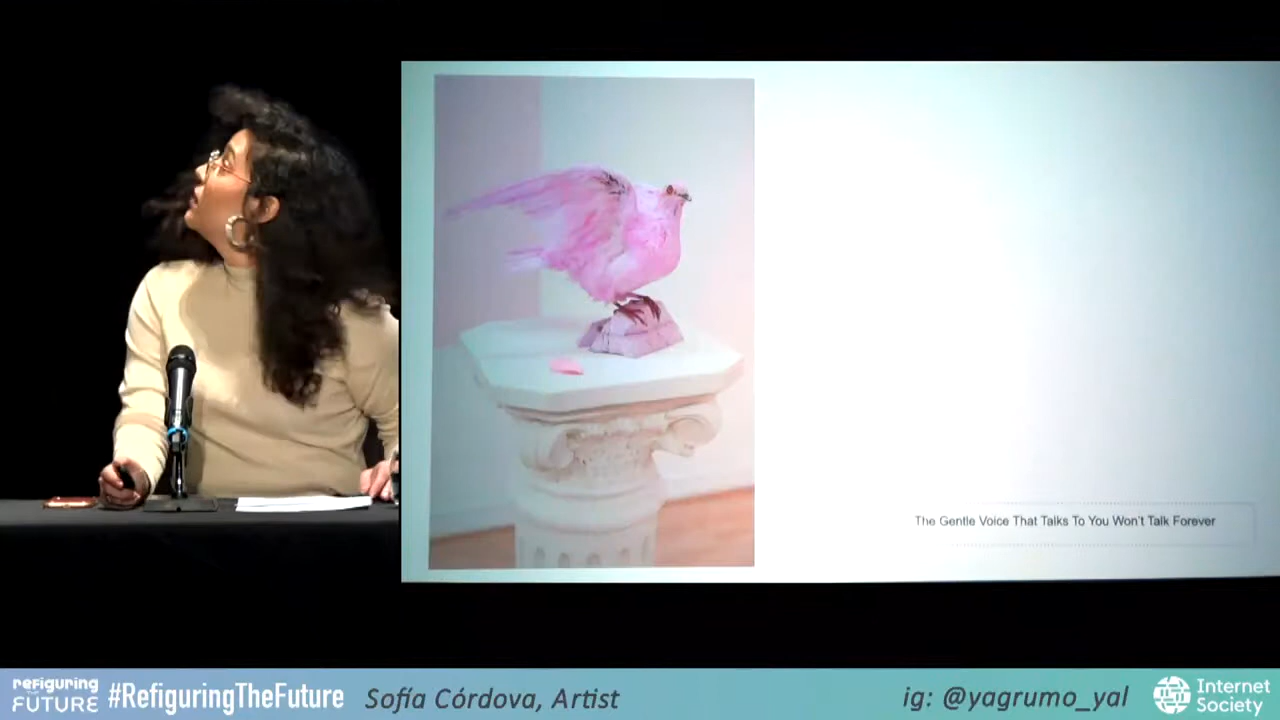 The Gentle Voice That Talks To You Won't Talk Forever
refiguring
THE FUTURE
#RefiguringTheFuture
Sofía Córdova, Artist
ig: @yagrumo_yal
Internet
Society